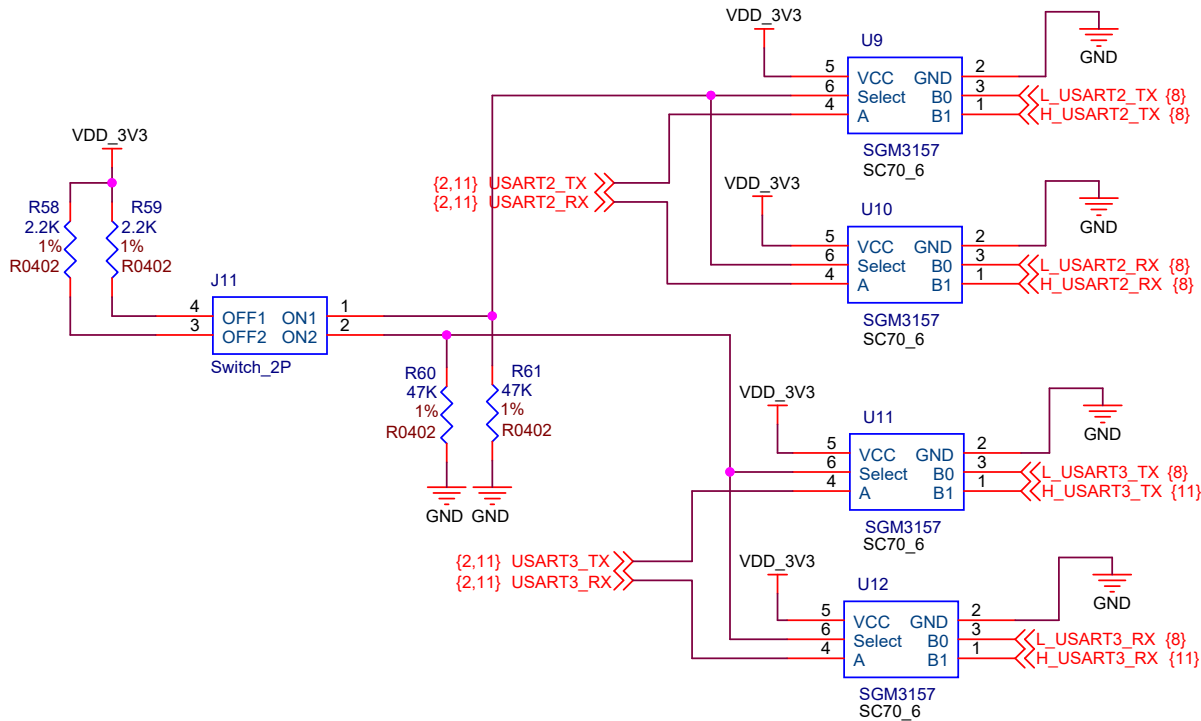 VDD_3V3
R58
2.2K
1%
R0402
R59
2.2K
1%
R0402
J11
4 OFF1 ON1 1
3 OFF2 ON2 2
Switch_2P
R60
47K
1%
R0402
GND
R61
47K
1%
R0402
GND
{2,11} USART2_TX
{2,11} USART2_RX
{2,11} USART3_TX
{2,11} USART3_RX
VDD_3V3
U9
GND
5 VCC GND 2
6 Select B0 3 L_USART2_TX {8}
4 A B1 1 H_USART2_TX {8}
SGM3157
SC70_6
VDD_3V3
U10
GND
5 VCC GND 2
6 Select B0 3 L_USART2_RX {8}
4 A B1 1 H_USART2_RX {8}
SGM3157
SC70_6
VDD_3V3
U11
GND
5 VCC GND 2
6 Select B0 3 L_USART3_TX {8}
4 A B1 1 H_USART3_TX {11}
SGM3157
SC70_6
VDD_3V3
U12
GND
5 VCC GND 2
6 Select B0 3 L_USART3_RX {8}
4 A B1 1 H_USART3_RX {11}
SGM3157
SC70_6